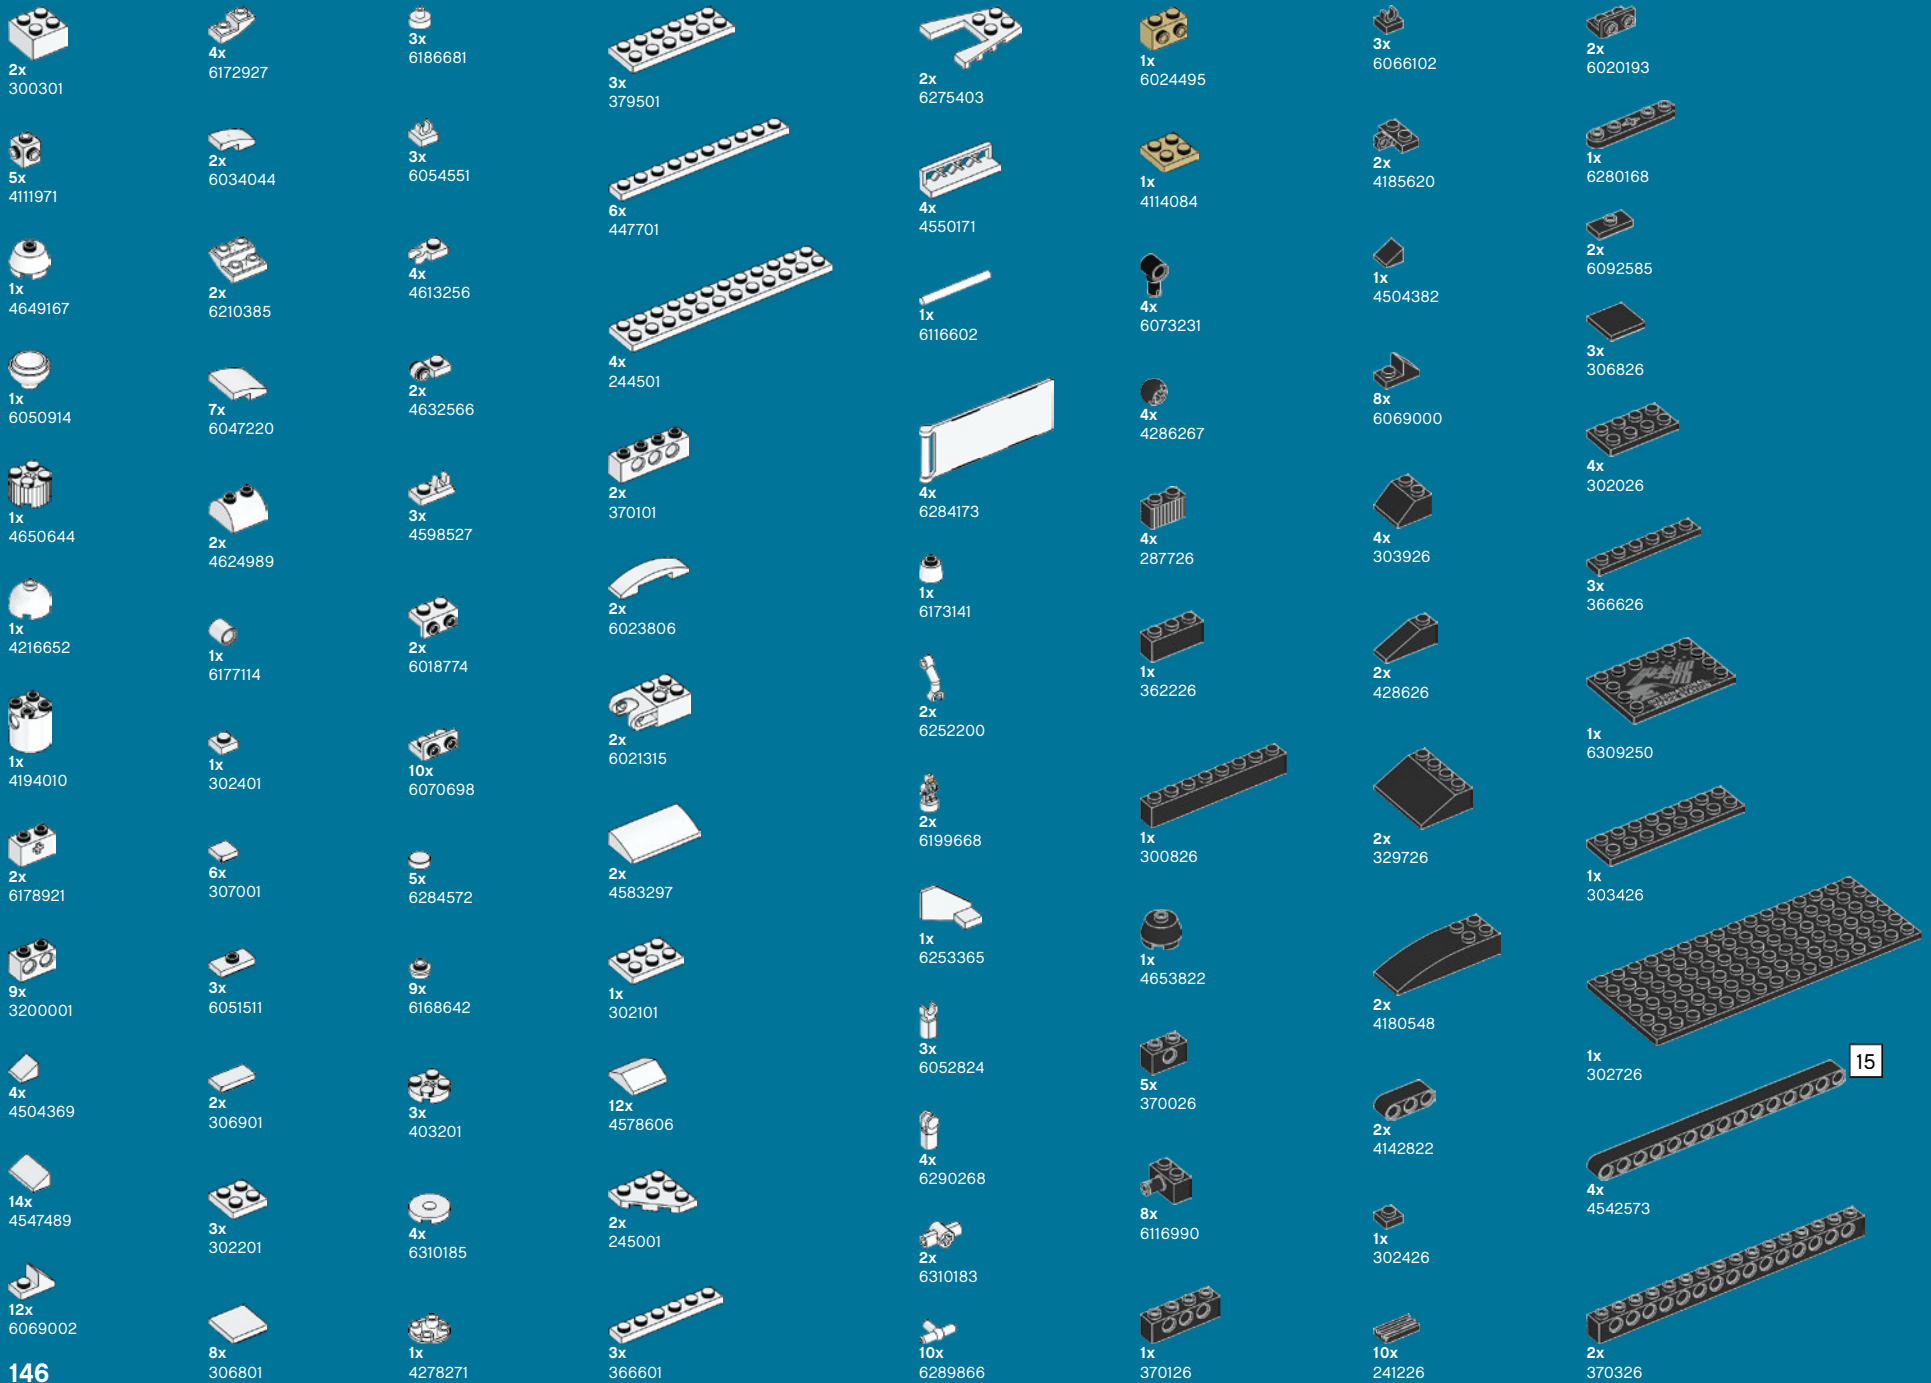 2x
300301
5x
4111971
1x
4649167
1x
6050914
1x
4650644
1x
4216652
1x
4194010
2x
6178921
9x
3200001
4x
4504369
14x
4547489
12x
6069002
146
4x
6172927
2x
6034044
2x
6210385
7x
6047220
2x
4624989
1x
6177114
1x
302401
6x
307001
3x
6051511
2x
306901
3x
302201
8x
306801
3x
6186681
3x
6054551
4x
4613256
2x
4632566
3x
4598527
2x
6018774
10x
6070698
5x
6284572
9x
6168642
3x
403201
4x
6310185
1x
4278271
3x
379501
6x
447701
4x
244501
2x
370101
2x
6023806
2x
6021315
2x
4583297
1x
302101
12x
4578606
2x
245001
3x
366601
2x
6275403
4x
4550171
1x
6116602
4x
6284173
1x
6173141
2x
6252200
2x
6199668
1x
6253365
3x
6052824
4x
6290268
2x
6310183
10x
6289866
1x
6024495
1x
4114084
4x
6073231
4x
4286267
4x
287726
1x
362226
1x
300826
1x
4653822
5x
370026
8x
6116990
1x
370126
3x
6066102
2x
4185620
1x
4504382
8x
6069000
4x
303926
2x
428626
2x
329726
2x
4180548
2x
4142822
1x
302426
10x
241226
2x
6020193
1x
6280168
2x
6092585
3x
306826
4x
302026
3x
366626
INTERNATIONAL
SPACE STATION
1x
6309250
1x
303426
1x
302726
15
4x
4542573
2x
370326